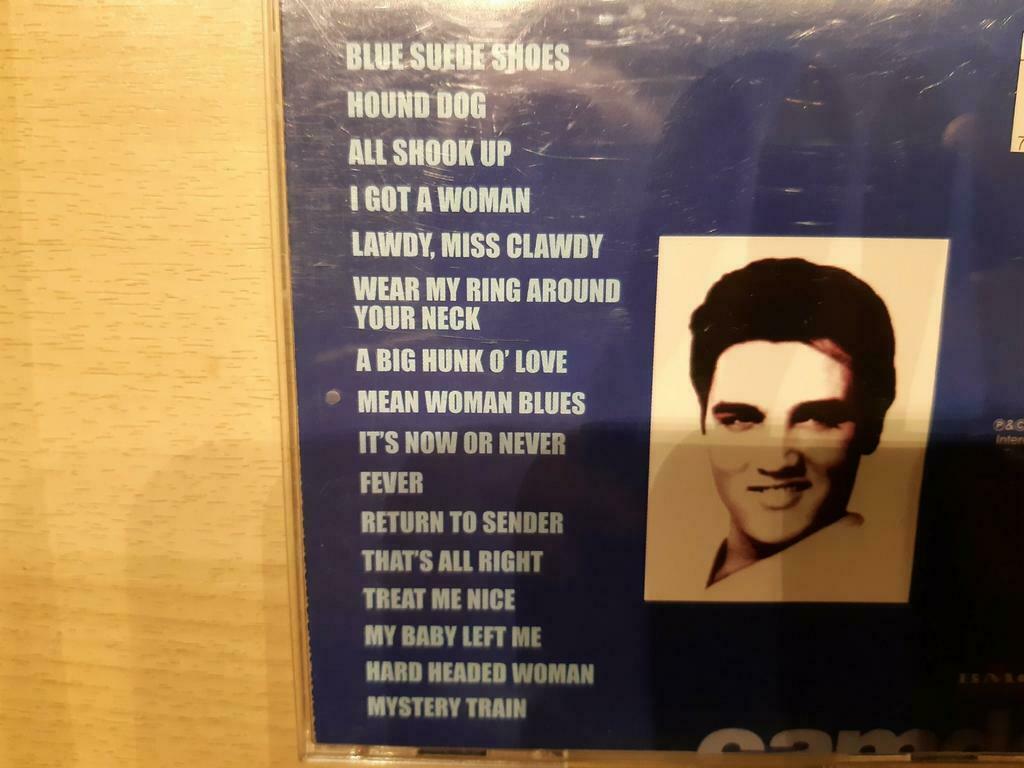 BLUE SUEDE SHOES
HOUND DOG
ALL SHOOK UP
I GOT A WOMAN
LAWDY, MISS CLAWDY
WEAR MY RING AROUND
YOUR NECK
A BIG HUNK O' LOVE
MEAN WOMAN BLUES
IT'S NOW OR NEVER
FEVER
RETURN TO SENDER
THAT'S ALL RIGHT
TREAT ME NICE
MY BABY LEFT ME
HARD HEADED WOMAN
MYSTERY TRAIN